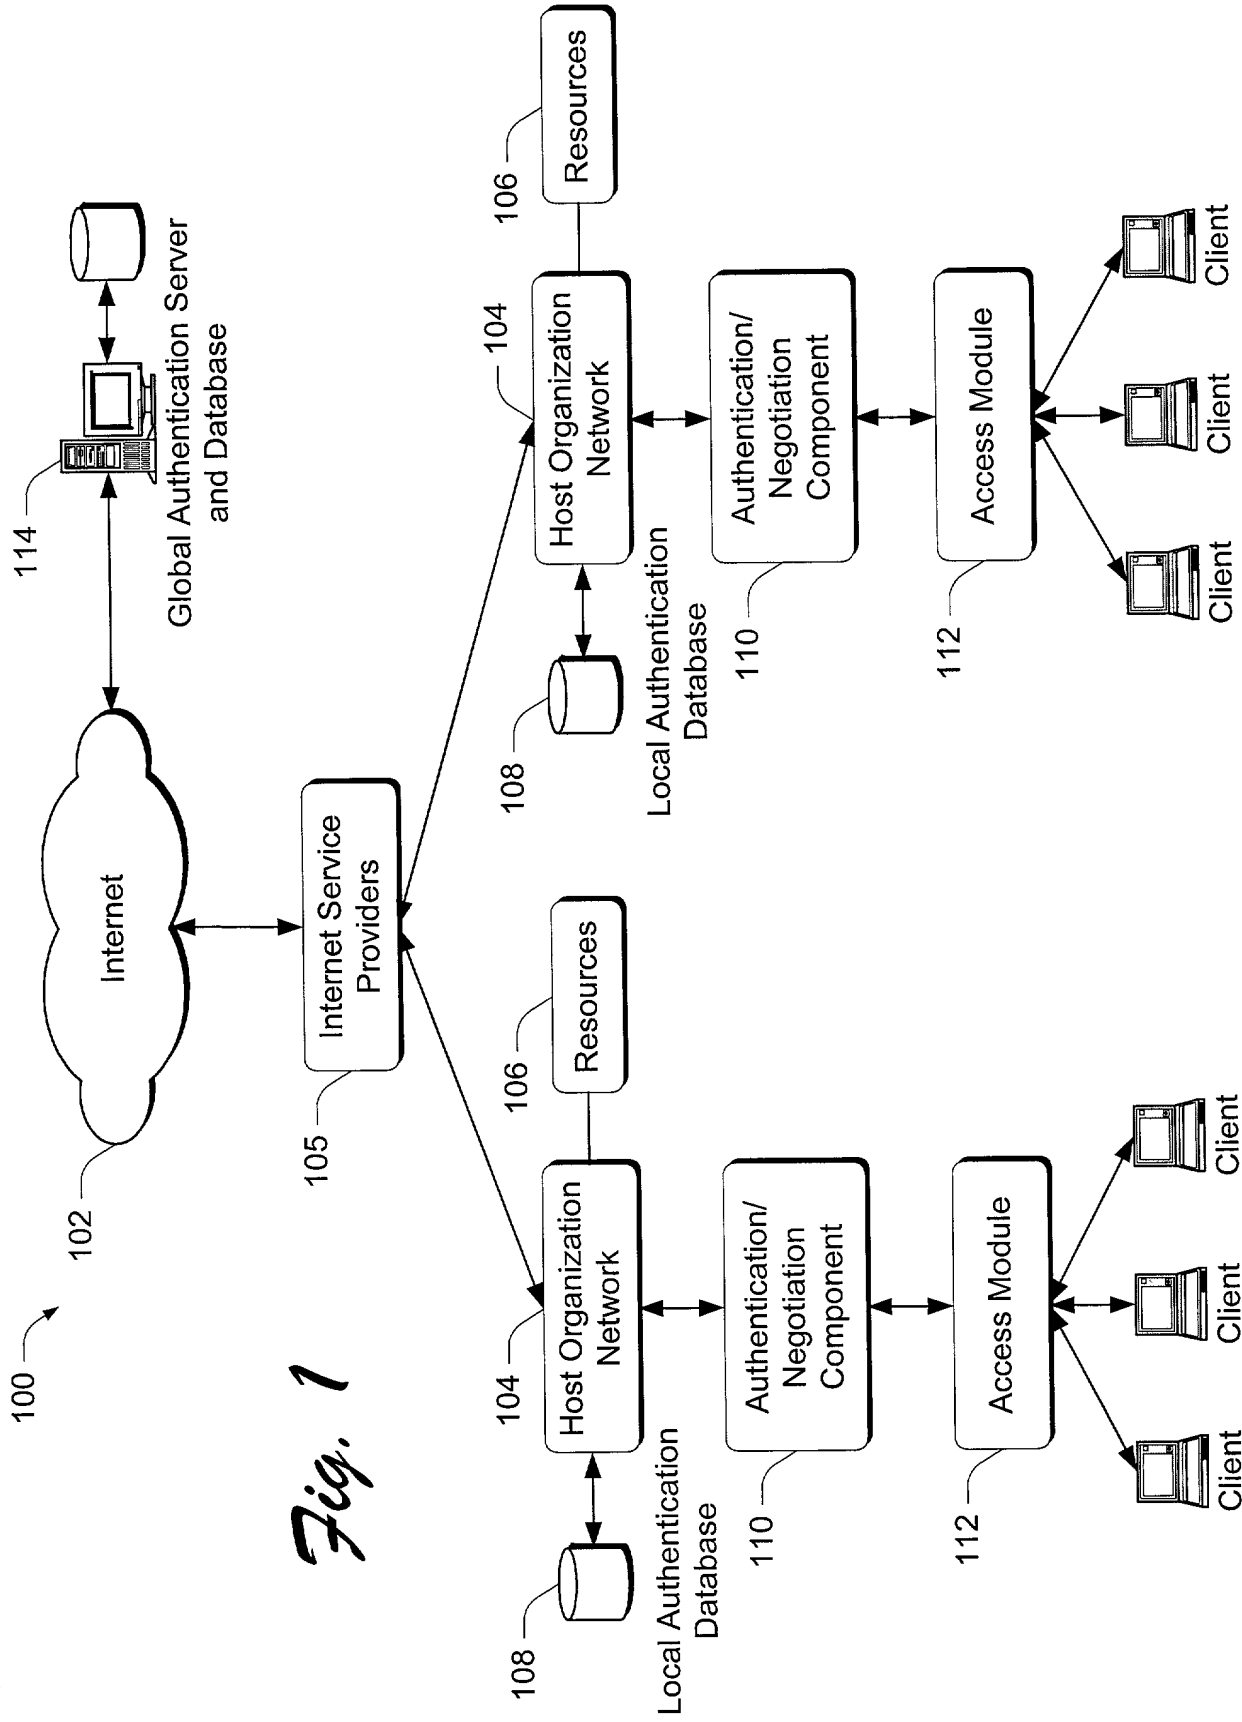 100
102
Internet
114
Global Authentication Server
and Database
105
Internet Service
Providers
Fig. 1
104
Host Organization
Network
106
Resources
108
Local Authentication
Database
110
Authentication/
Negotiation
Component
112
Access Module
Client
Client
Client
104
Host Organization
Network
106
Resources
108
Local Authentication
Database
110
Authentication/
Negotiation
Component
112
Access Module
Client
Client
Client